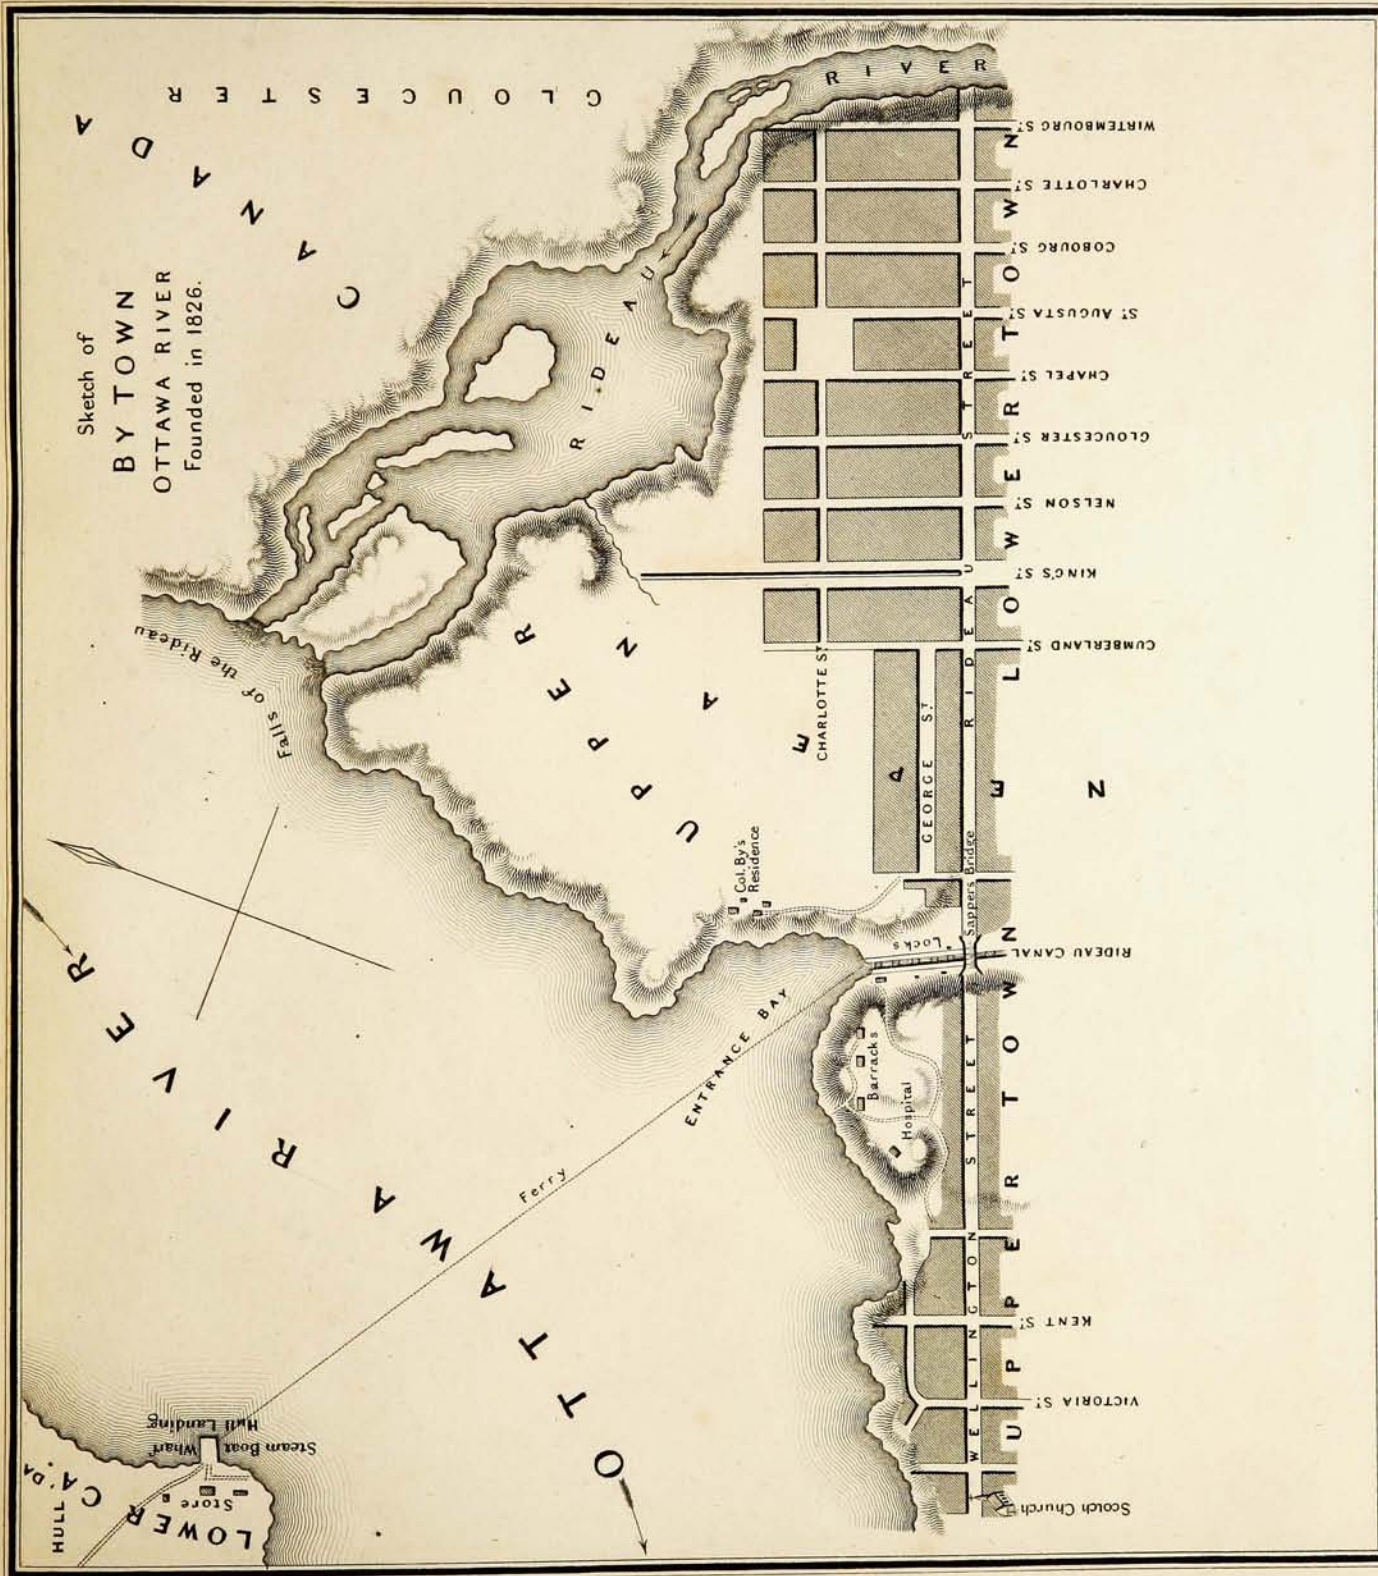 Sketch of
BY TOWN
OTTAWA RIVER
Founded in 1826.
GLOUCESTER
UPPER
CANADA
RIDEAU
RIVER
Falls of the Rideau
OTTAWA RIVER
NEPEAN
HULL
LOWER
CA.DA
Store
Steam Boat Wharf
Hull Landing
Ferry
ENTRANCE BAY
Col. By's
Residence
Locks
Sappers Bridge
RIDEAU CANAL
Barracks
Hospital
CHARLOTTE ST
GEORGE ST
RIDEAU STREET
LOWER TOWN
WELLINGTON STREET
UPPER TOWN
WIRTEMBOURG ST
CHARLOTTE ST
COBOURG ST
ST AUGUSTA ST
CHAPEL ST
GLOUCESTER ST
NELSON ST
KING'S ST
CUMBERLAND ST
KENT ST
VICTORIA ST
Scotch Church